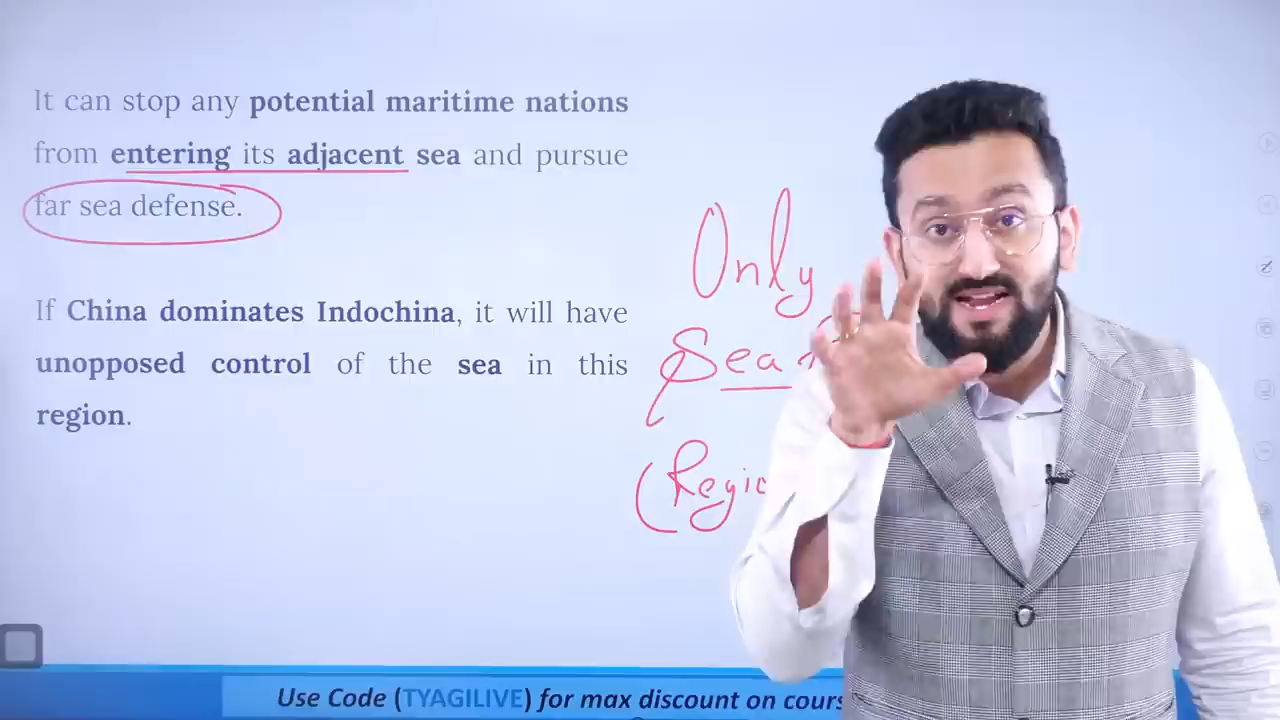 It can stop any potential maritime nations
from entering its adjacent sea and pursue
far sea defense.
If China dominates Indochina, it will have
unopposed control of the sea in this
region.
Only
Sea
(Regio
Use Code (TYAGILIVE) for max discount on cours